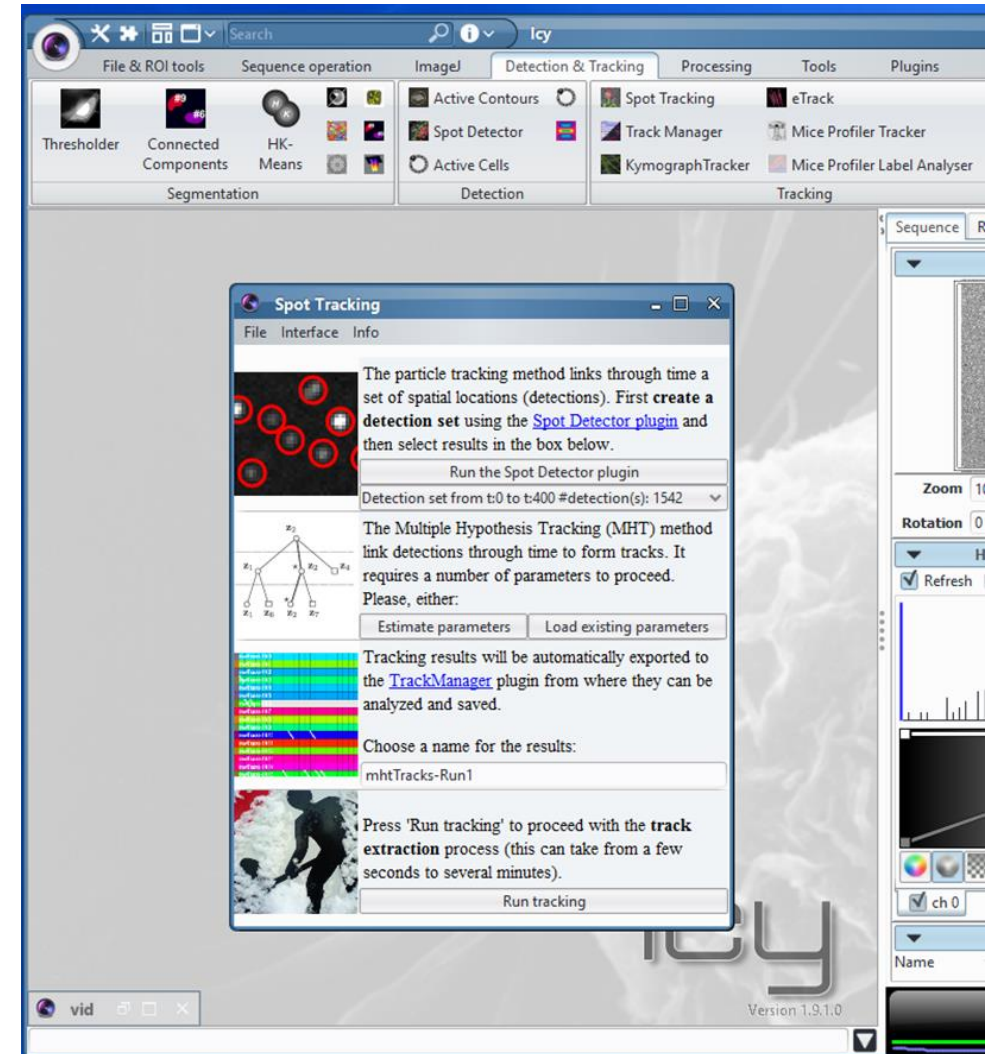 Search
Icy
File & ROI tools
Sequence operation
ImageJ
Detection & Tracking
Processing
Tools
Plugins
Thresholder
Connected Components
HK-Means
Segmentation
Active Contours
Spot Detector
Active Cells
Detection
Spot Tracking
Track Manager
KymographTracker
eTrack
Mice Profiler Tracker
Mice Profiler Label Analyser
Tracking
Spot Tracking
File Interface Info
The particle tracking method links through time a
set of spatial locations (detections). First create a
detection set using the Spot Detector plugin and
then select results in the box below.
Run the Spot Detector plugin
Detection set from t:0 to t:400 #detection(s): 1542
The Multiple Hypothesis Tracking (MHT) method
link detections through time to form tracks. It
requires a number of parameters to proceed.
Please, either:
Estimate parameters
Load existing parameters
Tracking results will be automatically exported to
the TrackManager plugin from where they can be
analyzed and saved.
Choose a name for the results:
mhtTracks-Run1
Press 'Run tracking' to proceed with the track
extraction process (this can take from a few
seconds to several minutes).
Run tracking
Sequence R
Zoom 10
Rotation 0
H
Refresh
ch 0
Name
icy
Version 1.9.1.0
vid